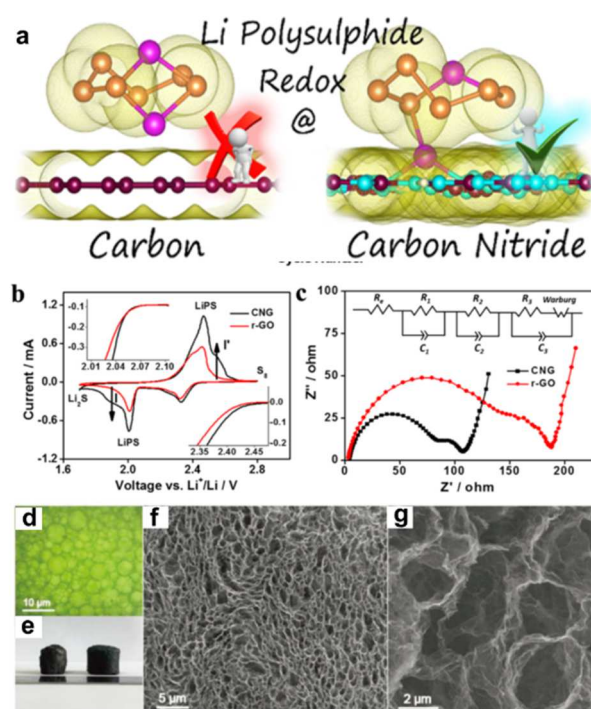 a
Li Polysulphide
Redox
@
Carbon
Carbon Nitride
b
1.2
0.6
0.0
-0.6
-1.2
Current / mA
-0.1
-0.2
-0.3
2.01 2.04 2.07 2.10
LiPS
I'
CNG
r-GO
S8
Li2S
I
LiPS
0.0
-0.1
-0.2
2.35 2.40 2.45
1.6 2.0 2.4 2.8
Voltage vs. Li+/Li / V
c
100
75
50
25
0
Z'' / ohm
Re R1 R2 R3 Warburg
C1 C2 C3
CNG
r-GO
0 50 100 150 200
Z' / ohm
d
10 μm
e
f
5 μm
g
2 μm